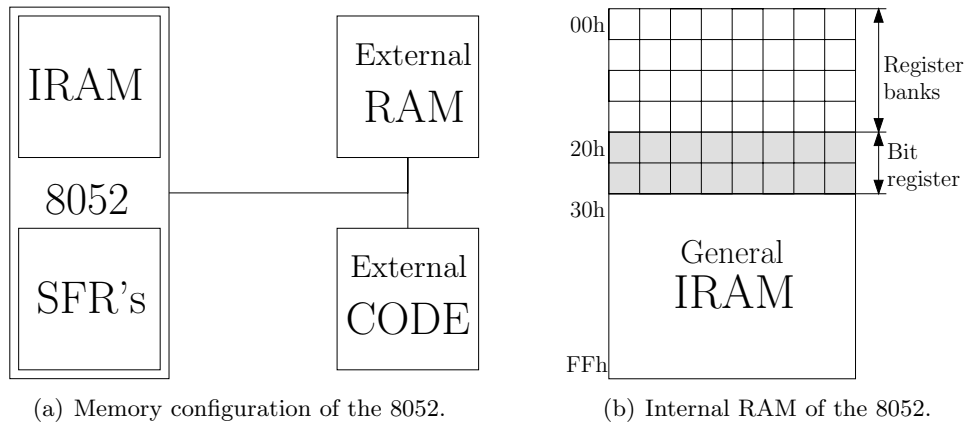 IRAM
8052
SFR's
External
RAM
External
CODE
(a) Memory configuration of the 8052.
00h
20h
30h
FFh
Register
banks
Bit
register
General
IRAM
(b) Internal RAM of the 8052.